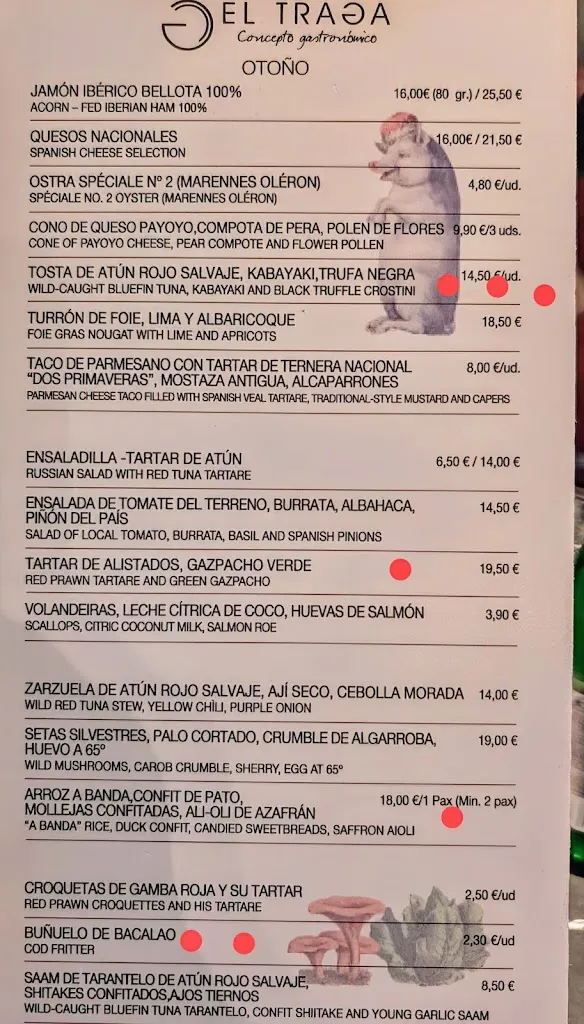 EL TRAGA
Concepto gastronómico
OTOÑO
JAMÓN IBÉRICO BELLOTA 100% 16,00€ (80 gr.) / 25,50 €
ACORN – FED IBERIAN HAM 100%
QUESOS NACIONALES 16,00€ / 21,50 €
SPANISH CHEESE SELECTION
OSTRA SPÉCIALE Nº 2 (MARENNES OLÉRON) 4,80 €/ud.
SPÉCIALE NO. 2 OYSTER (MARENNES OLÉRON)
CONO DE QUESO PAYOYO,COMPOTA DE PERA, POLEN DE FLORES 9,90 €/3 uds.
CONE OF PAYOYO CHEESE, PEAR COMPOTE AND FLOWER POLLEN
TOSTA DE ATÚN ROJO SALVAJE, KABAYAKI,TRUFA NEGRA 14,50 €/ud.
WILD-CAUGHT BLUEFIN TUNA, KABAYAKI AND BLACK TRUFFLE CROSTINI
TURRÓN DE FOIE, LIMA Y ALBARICOQUE 18,50 €
FOIE GRAS NOUGAT WITH LIME AND APRICOTS
TACO DE PARMESANO CON TARTAR DE TERNERA NACIONAL 8,00 €/ud.
“DOS PRIMAVERAS”, MOSTAZA ANTIGUA, ALCAPARRONES
PARMESAN CHEESE TACO FILLED WITH SPANISH VEAL TARTARE, TRADITIONAL-STYLE MUSTARD AND CAPERS
ENSALADILLA -TARTAR DE ATÚN 6,50 € / 14,00 €
RUSSIAN SALAD WITH RED TUNA TARTARE
ENSALADA DE TOMATE DEL TERRENO, BURRATA, ALBAHACA, 14,50 €
PIÑÓN DEL PAÍS
SALAD OF LOCAL TOMATO, BURRATA, BASIL AND SPANISH PINIONS
TARTAR DE ALISTADOS, GAZPACHO VERDE 19,50 €
RED PRAWN TARTARE AND GREEN GAZPACHO
VOLANDEIRAS, LECHE CÍTRICA DE COCO, HUEVAS DE SALMÓN 3,90 €
SCALLOPS, CITRIC COCONUT MILK, SALMON ROE
ZARZUELA DE ATÚN ROJO SALVAJE, AJÍ SECO, CEBOLLA MORADA 14,00 €
WILD RED TUNA STEW, YELLOW CHÌLI, PURPLE ONION
SETAS SILVESTRES, PALO CORTADO, CRUMBLE DE ALGARROBA, 19,00 €
HUEVO A 65º
WILD MUSHROOMS, CAROB CRUMBLE, SHERRY, EGG AT 65º
ARROZ A BANDA,CONFIT DE PATO, 18,00 €/1 Pax (Min. 2 pax)
MOLLEJAS CONFITADAS, ALI-OLI DE AZAFRÁN
“A BANDA” RICE, DUCK CONFIT, CANDIED SWEETBREADS, SAFFRON AIOLI
CROQUETAS DE GAMBA ROJA Y SU TARTAR 2,50 €/ud
RED PRAWN CROQUETTES AND HIS TARTARE
BUÑUELO DE BACALAO 2,30 €/ud
COD FRITTER
SAAM DE TARANTELO DE ATÚN ROJO SALVAJE, 8,50 €
SHITAKES CONFITADOS,AJOS TIERNOS
WILD-CAUGHT BLUEFIN TUNA TARANTELO, CONFIT SHIITAKE AND YOUNG GARLIC SAAM